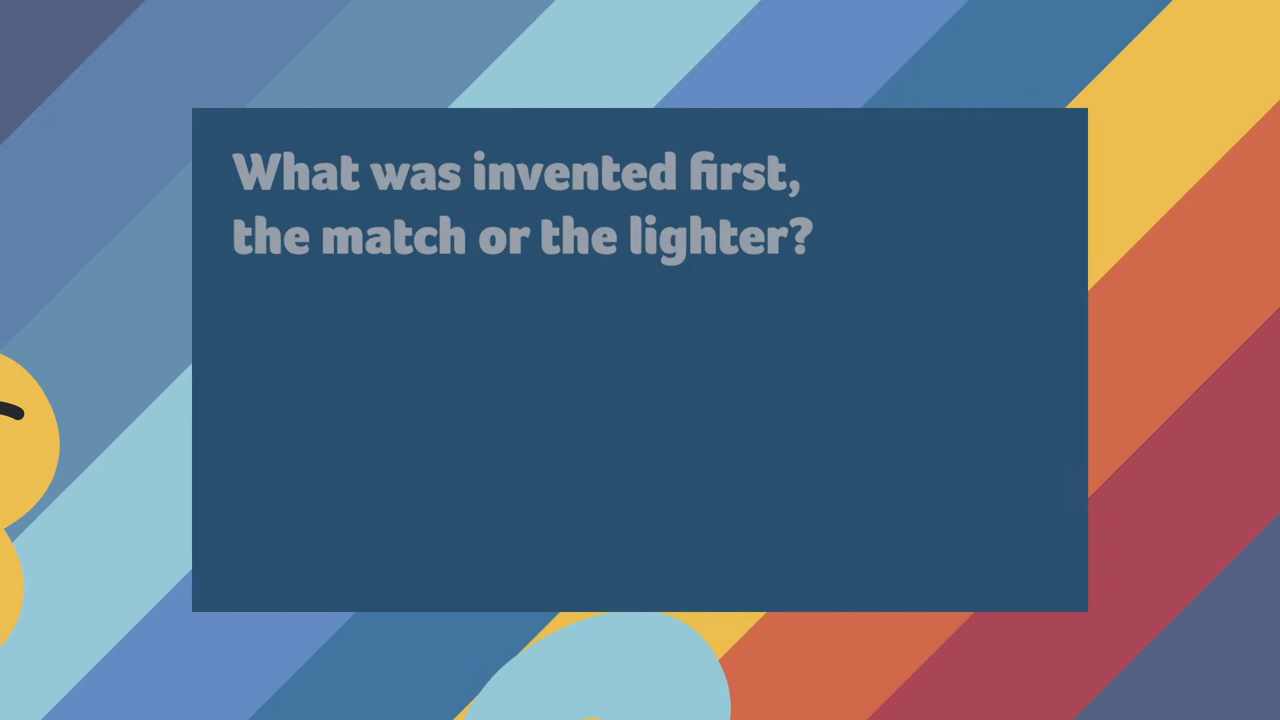 What was invented first,
the match or the lighter?